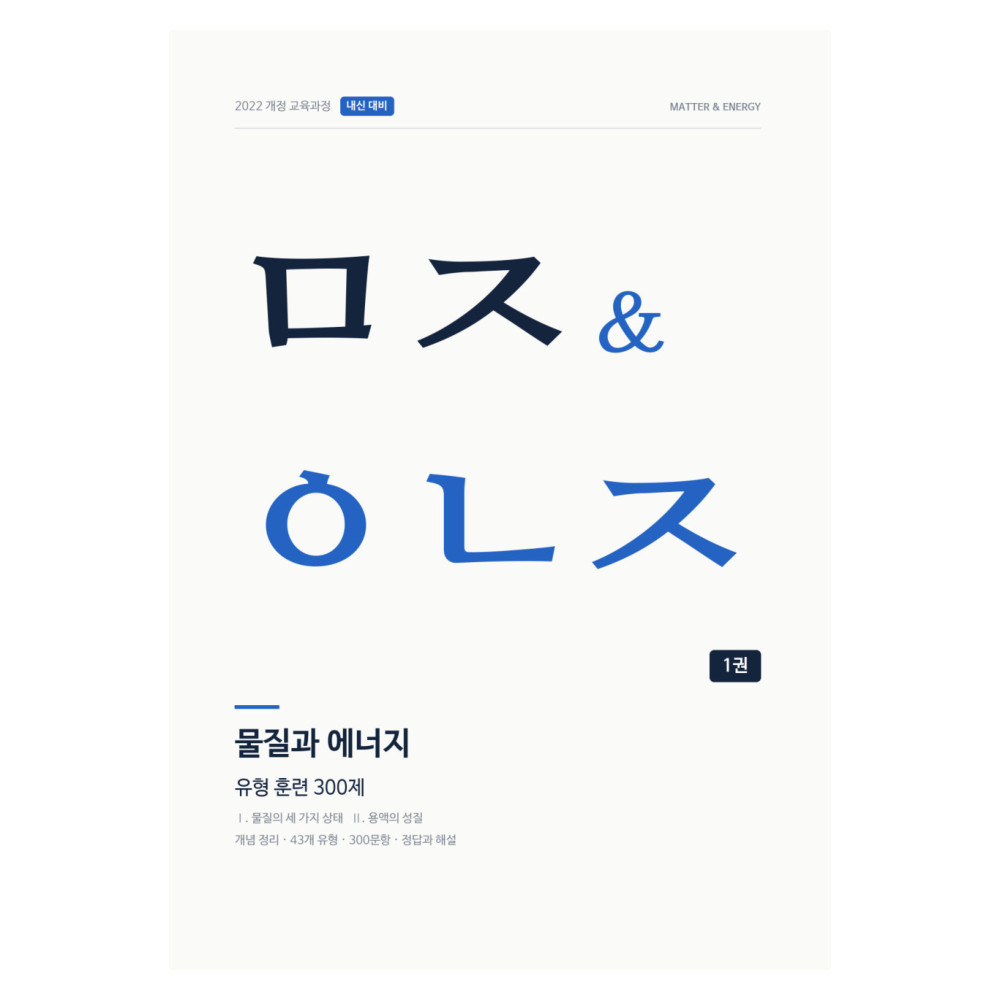 2022 개정 교육과정 내신 대비 MATTER & ENERGY
ㅁㅈ &
ㅇㄴㅈ
1권
물질과 에너지
유형 훈련 300제
Ⅰ. 물질의 세 가지 상태 Ⅱ. 용액의 성질
개념 정리 · 43개 유형 · 300문항 · 정답과 해설